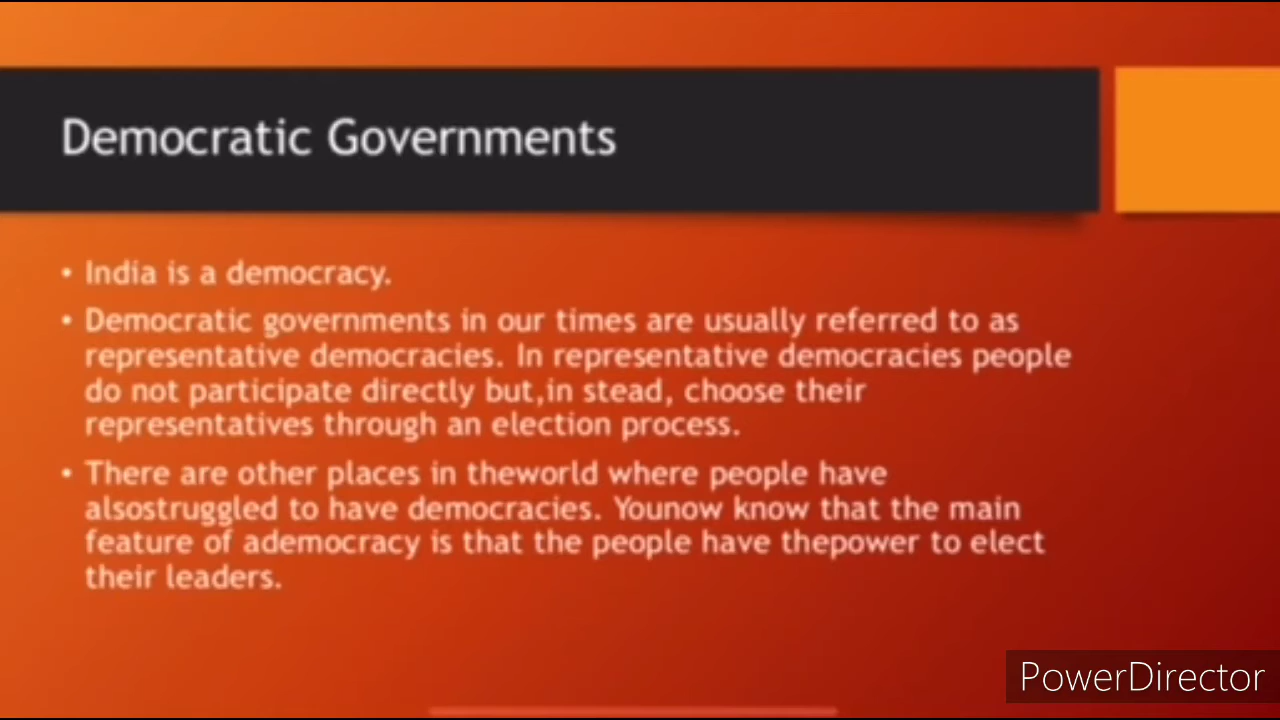 Democratic Governments
• India is a democracy.
• Democratic governments in our times are usually referred to as
representative democracies. In representative democracies people
do not participate directly but,in stead, choose their
representatives through an election process.
• There are other places in theworld where people have
alsostruggled to have democracies. Younow know that the main
feature of ademocracy is that the people have thepower to elect
their leaders.
PowerDirector